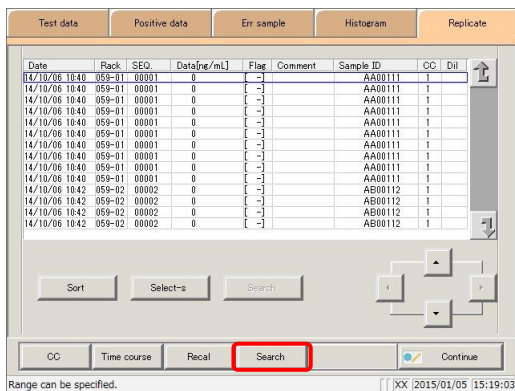 Test data Positive data Err sample Histogram Replicate
Date Rack SEQ. Data[ng/mL] Flag Comment Sample ID CC Dil
14/10/06 10:40 059-01 00001 0 [ -] AA00111 1
14/10/06 10:40 059-01 00001 0 [ -] AA00111 1
14/10/06 10:40 059-01 00001 0 [ -] AA00111 1
14/10/06 10:40 059-01 00001 0 [ -] AA00111 1
14/10/06 10:40 059-01 00001 0 [ -] AA00111 1
14/10/06 10:40 059-01 00001 0 [ -] AA00111 1
14/10/06 10:40 059-01 00001 0 [ -] AA00111 1
14/10/06 10:40 059-01 00001 0 [ -] AA00111 1
14/10/06 10:40 059-01 00001 0 [ -] AA00111 1
14/10/06 10:40 059-01 00001 0 [ -] AA00111 1
14/10/06 10:42 059-02 00002 0 [ -] AB00112 1
14/10/06 10:42 059-02 00002 0 [ -] AB00112 1
14/10/06 10:42 059-02 00002 0 [ -] AB00112 1
14/10/06 10:42 059-02 00002 0 [ -] AB00112 1
Sort Select-s Search
CC Time course Recal Search Continue
Range can be specified. XX 2015/01/05 15:19:03